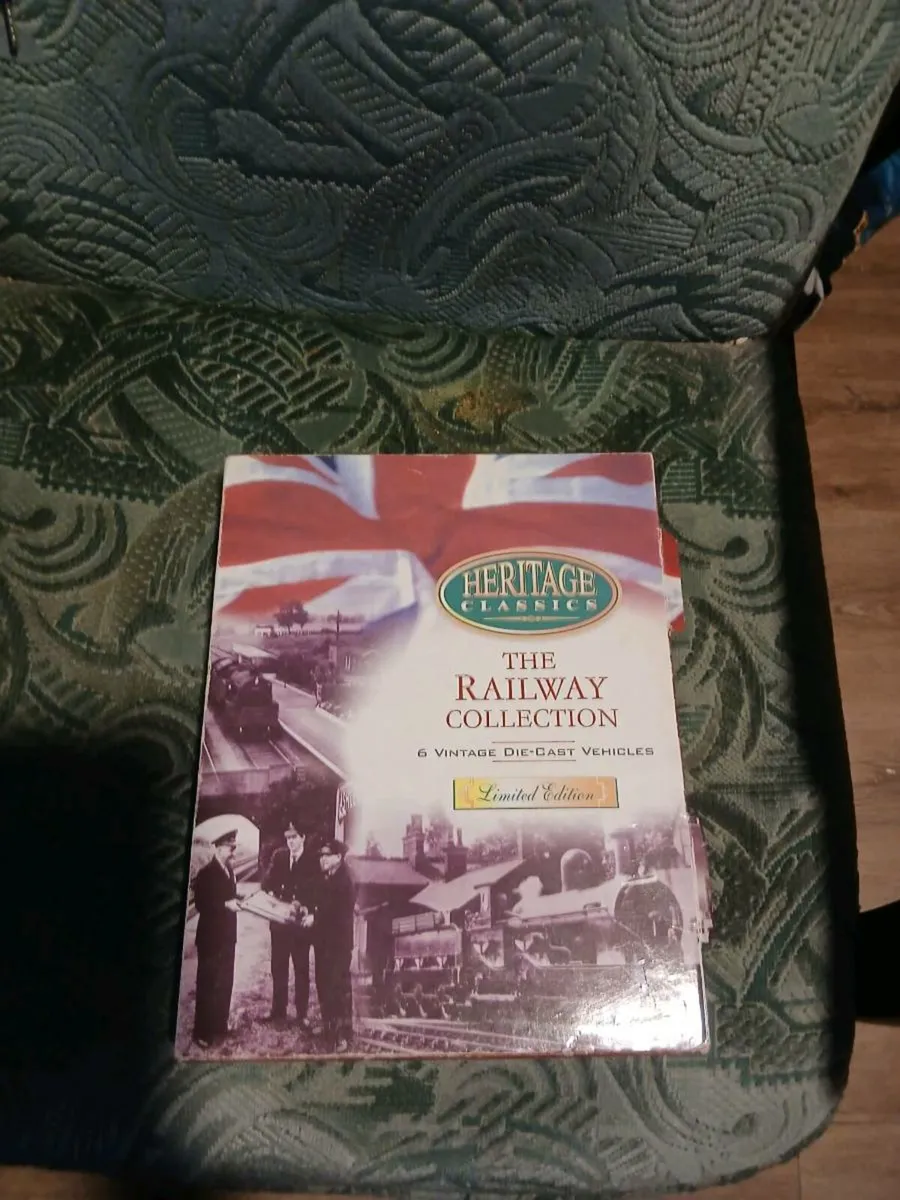 HERITAGE
CLASSICS
THE
RAILWAY
COLLECTION
6 VINTAGE DIE-CAST VEHICLES
Limited Edition